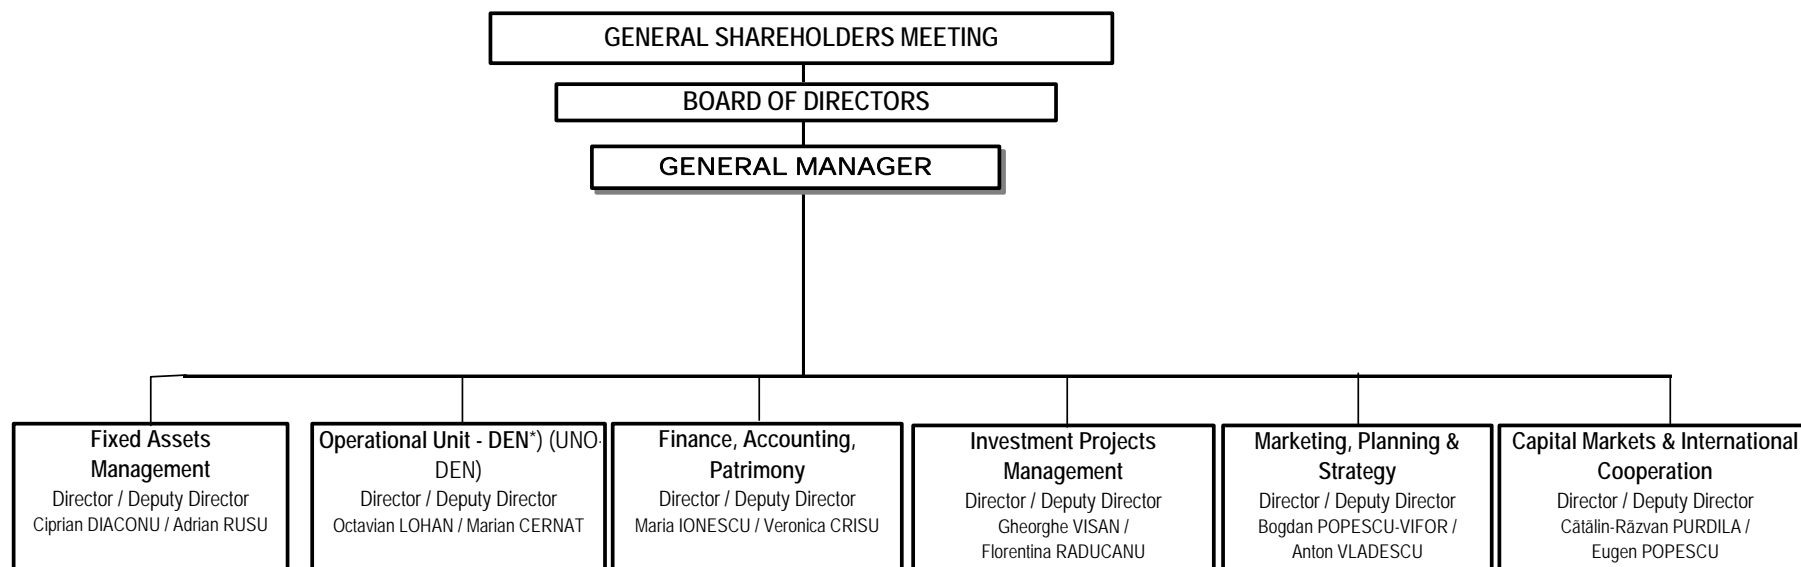 GENERAL SHAREHOLDERS MEETING
BOARD OF DIRECTORS
GENERAL MANAGER
Fixed Assets
Management
Director / Deputy Director
Ciprian DIACONU / Adrian RUSU
Operational Unit - DEN*) (UNO-
DEN)
Director / Deputy Director
Octavian LOHAN / Marian CERNAT
Finance, Accounting,
Patrimony
Director / Deputy Director
Maria IONESCU / Veronica CRISU
Investment Projects
Management
Director / Deputy Director
Gheorghe VISAN /
Florentina RADUCANU
Marketing, Planning &
Strategy
Director / Deputy Director
Bogdan POPESCU-VIFOR /
Anton VLADESCU
Capital Markets & International
Cooperation
Director / Deputy Director
Cătălin-Răzvan PURDILA /
Eugen POPESCU